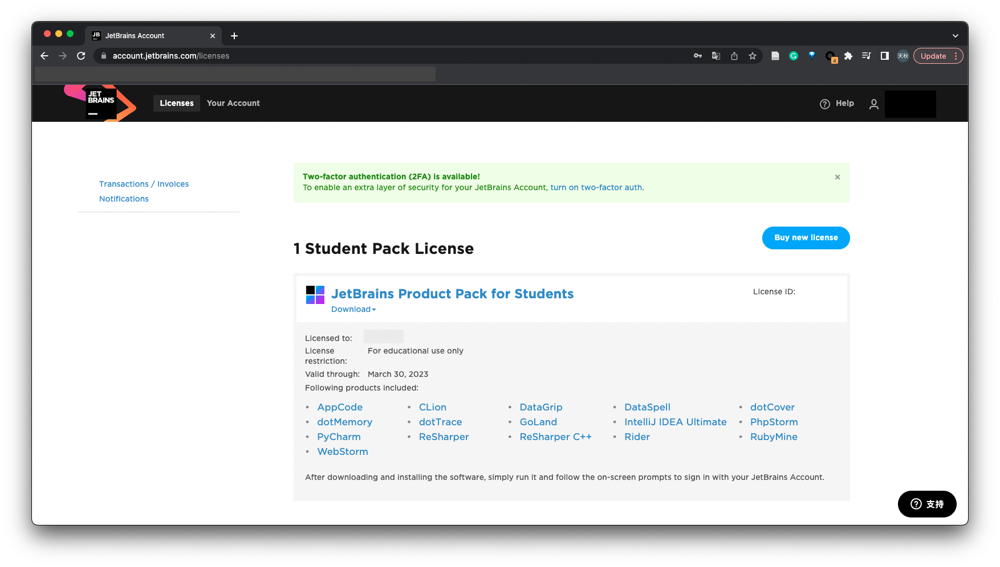 JB JetBrains Account
account.jetbrains.com/licenses
4
天秋
Update
JET
BRAINS
Licenses
Your Account
Help
Transactions / Invoices
Notifications
Two-factor authentication (2FA) is available!
To enable an extra layer of security for your JetBrains Account, turn on two-factor auth.
Buy new license
1 Student Pack License
JetBrains Product Pack for Students
License ID:
Download
Licensed to:
License restriction: For educational use only
Valid through: March 30, 2023
Following products included:
• AppCode • CLion • DataGrip • DataSpell • dotCover
• dotMemory • dotTrace • GoLand • IntelliJ IDEA Ultimate • PhpStorm
• PyCharm • ReSharper • ReSharper C++ • Rider • RubyMine
• WebStorm
After downloading and installing the software, simply run it and follow the on-screen prompts to sign in with your JetBrains Account.
支持